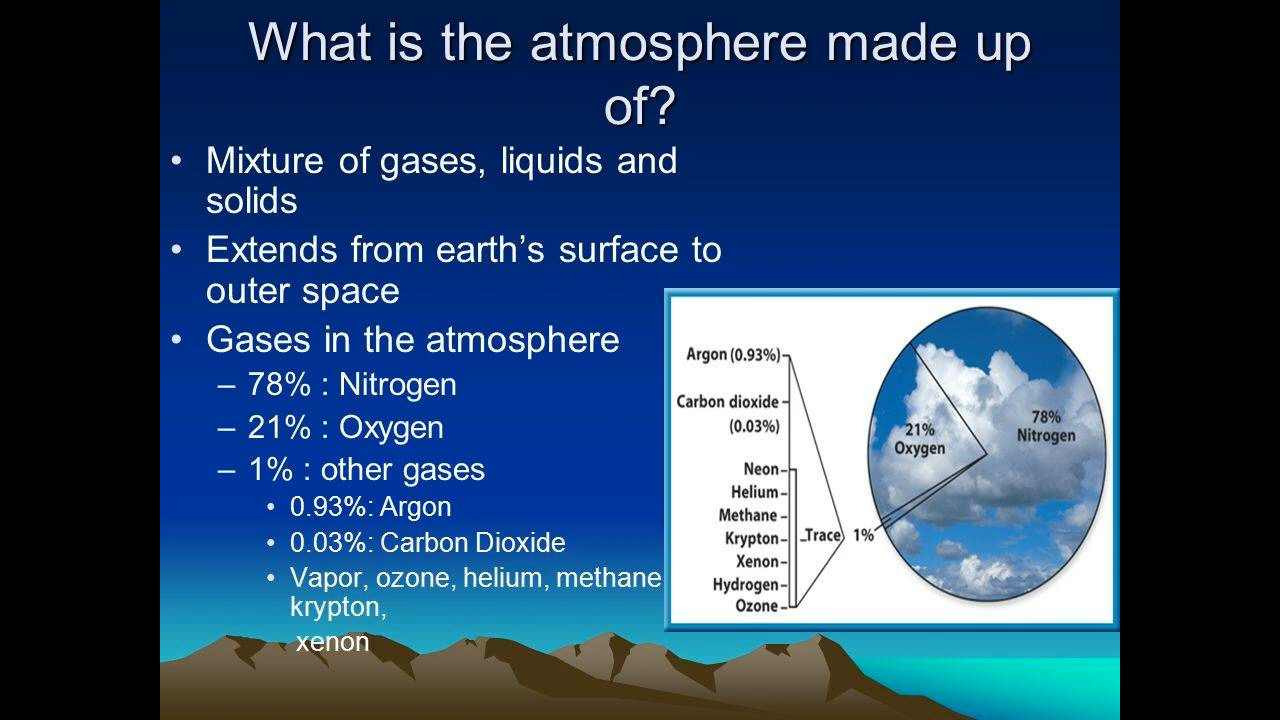 What is the atmosphere made up
of?
• Mixture of gases, liquids and
solids
• Extends from earth’s surface to
outer space
• Gases in the atmosphere
– 78% : Nitrogen
– 21% : Oxygen
– 1% : other gases
• 0.93%: Argon
• 0.03%: Carbon Dioxide
• Vapor, ozone, helium, methane
krypton,
xenon
Argon (0.93%)
Carbon dioxide
(0.03%)
Neon
Helium
Methane
Krypton
Xenon
Hydrogen
Ozone
Trace
1%
21%
Oxygen
78%
Nitrogen